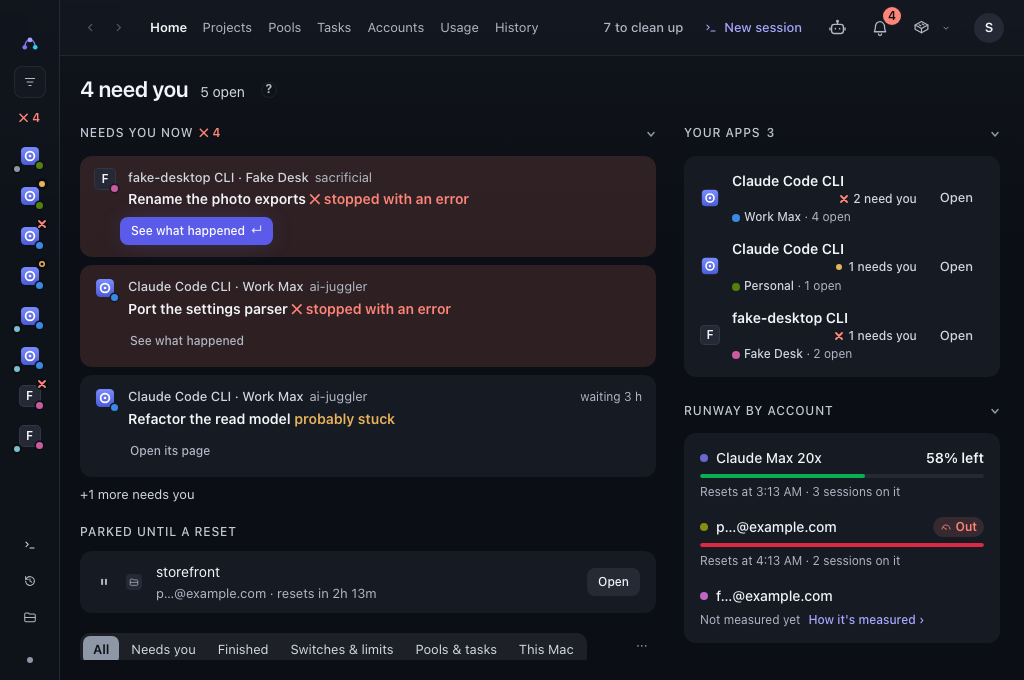 Home Projects Pools Tasks Accounts Usage History 7 to clean up New session 4 S
4 need you 5 open ?
4
NEEDS YOU NOW 4
F fake-desktop CLI · Fake Desk sacrificial
Rename the photo exports stopped with an error
See what happened
Claude Code CLI · Work Max ai-juggler
Port the settings parser stopped with an error
See what happened
Claude Code CLI · Work Max ai-juggler waiting 3 h
Refactor the read model probably stuck
Open its page
+1 more needs you
PARKED UNTIL A RESET
storefront
p...@example.com · resets in 2h 13m
Open
All Needs you Finished Switches & limits Pools & tasks This Mac ...
YOUR APPS 3
Claude Code CLI
2 need you
Work Max · 4 open
Open
Claude Code CLI
1 needs you
Personal · 1 open
Open
F
fake-desktop CLI
1 needs you
Fake Desk · 2 open
Open
RUNWAY BY ACCOUNT
Claude Max 20x 58% left
Resets at 3:13 AM · 3 sessions on it
p...@example.com Out
Resets at 4:13 AM · 2 sessions on it
f...@example.com
Not measured yet How it's measured ›
F
F